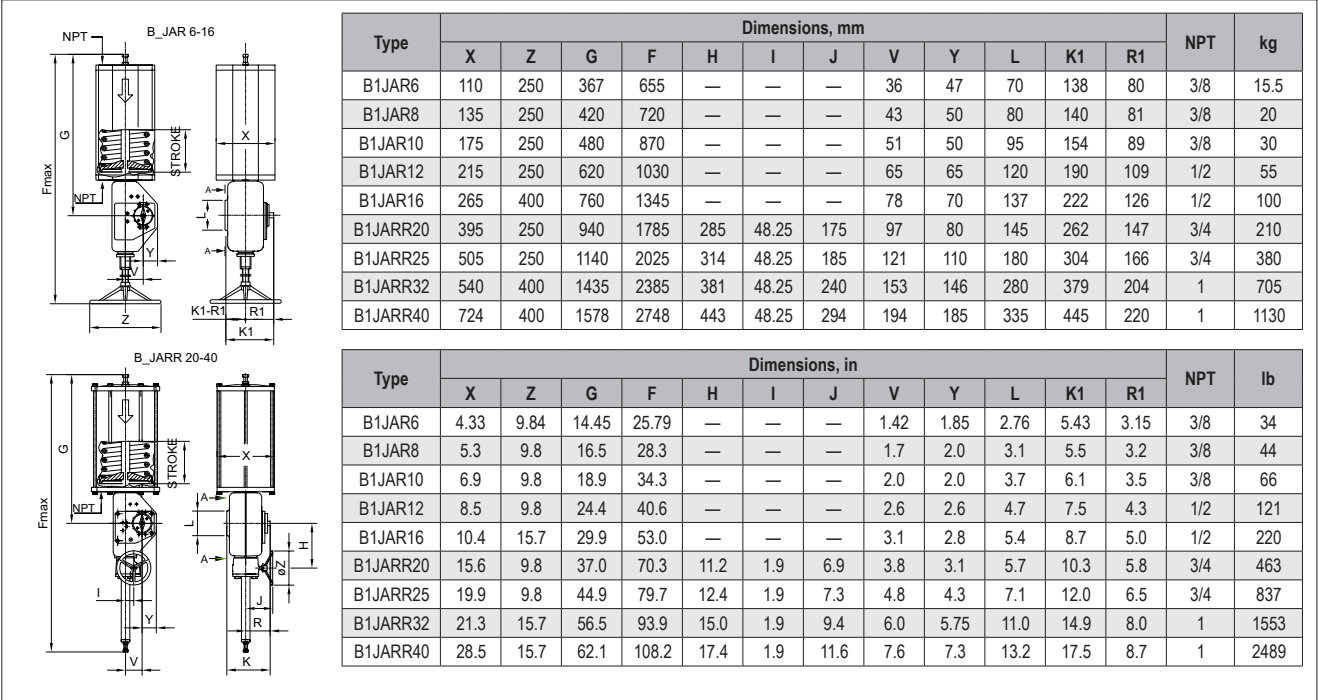 B_JAR 6-16
NPT
G
Fmax
STROKE
X
NPT
A
L
A
Y
V
Z
K1-R1
R1
K1
B_JARR 20-40
G
Fmax
STROKE
X
NPT
A
L
A
H
øZ
I
J
Y
R
V
K
Type Dimensions, mm NPT kg
X Z G F H I J V Y L K1 R1
B1JAR6 110 250 367 655 — — — 36 47 70 138 80 3/8 15.5
B1JAR8 135 250 420 720 — — — 43 50 80 140 81 3/8 20
B1JAR10 175 250 480 870 — — — 51 50 95 154 89 3/8 30
B1JAR12 215 250 620 1030 — — — 65 65 120 190 109 1/2 55
B1JAR16 265 400 760 1345 — — — 78 70 137 222 126 1/2 100
B1JARR20 395 250 940 1785 285 48.25 175 97 80 145 262 147 3/4 210
B1JARR25 505 250 1140 2025 314 48.25 185 121 110 180 304 166 3/4 380
B1JARR32 540 400 1435 2385 381 48.25 240 153 146 280 379 204 1 705
B1JARR40 724 400 1578 2748 443 48.25 294 194 185 335 445 220 1 1130
Type Dimensions, in NPT lb
X Z G F H I J V Y L K1 R1
B1JAR6 4.33 9.84 14.45 25.79 — — — 1.42 1.85 2.76 5.43 3.15 3/8 34
B1JAR8 5.3 9.8 16.5 28.3 — — — 1.7 2.0 3.1 5.5 3.2 3/8 44
B1JAR10 6.9 9.8 18.9 34.3 — — — 2.0 2.0 3.7 6.1 3.5 3/8 66
B1JAR12 8.5 9.8 24.4 40.6 — — — 2.6 2.6 4.7 7.5 4.3 1/2 121
B1JAR16 10.4 15.7 29.9 53.0 — — — 3.1 2.8 5.4 8.7 5.0 1/2 220
B1JARR20 15.6 9.8 37.0 70.3 11.2 1.9 6.9 3.8 3.1 5.7 10.3 5.8 3/4 463
B1JARR25 19.9 9.8 44.9 79.7 12.4 1.9 7.3 4.8 4.3 7.1 12.0 6.5 3/4 837
B1JARR32 21.3 15.7 56.5 93.9 15.0 1.9 9.4 6.0 5.75 11.0 14.9 8.0 1 1553
B1JARR40 28.5 15.7 62.1 108.2 17.4 1.9 11.6 7.6 7.3 13.2 17.5 8.7 1 2489